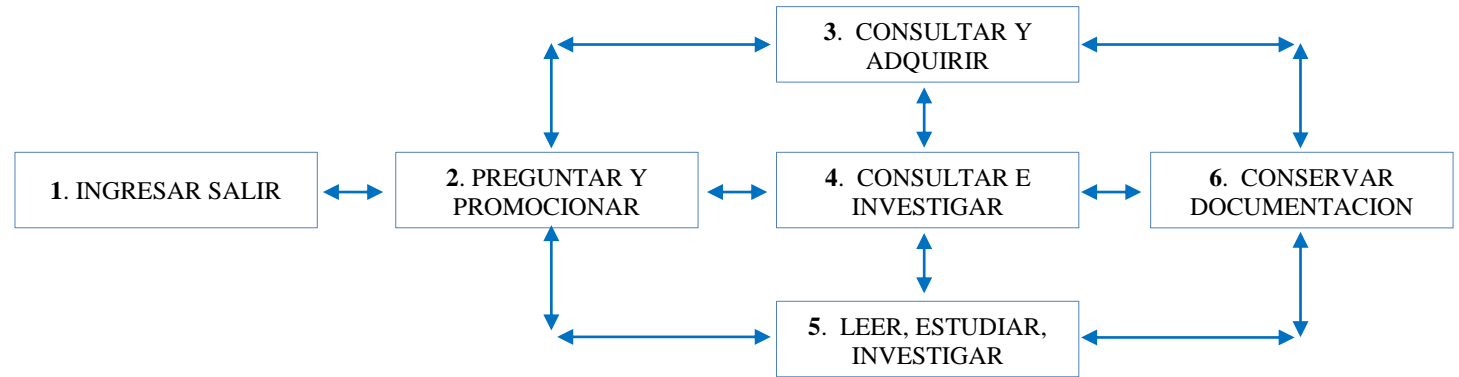 3. CONSULTAR Y
ADQUIRIR
1. INGRESAR SALIR
2. PREGUNTAR Y
PROMOCIONAR
4. CONSULTAR E
INVESTIGAR
6. CONSERVAR
DOCUMENTACION
5. LEER, ESTUDIAR,
INVESTIGAR